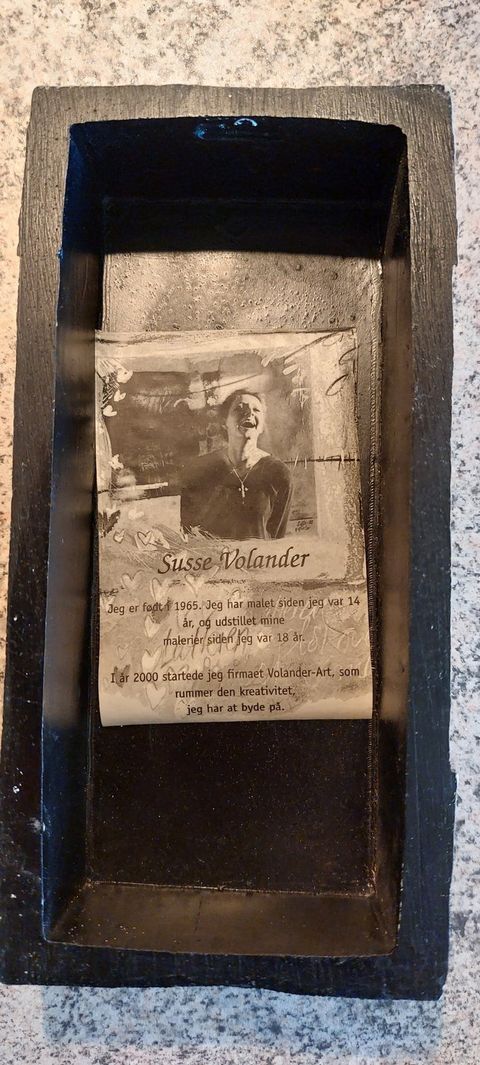 Susse Volander
Jeg er født i 1965. Jeg har malet siden jeg var 14
år, og udstillet mine
malerier siden jeg var 18 år.
I år 2000 startede jeg firmaet Volander-Art, som
rummer den kreativitet,
jeg har at byde på.